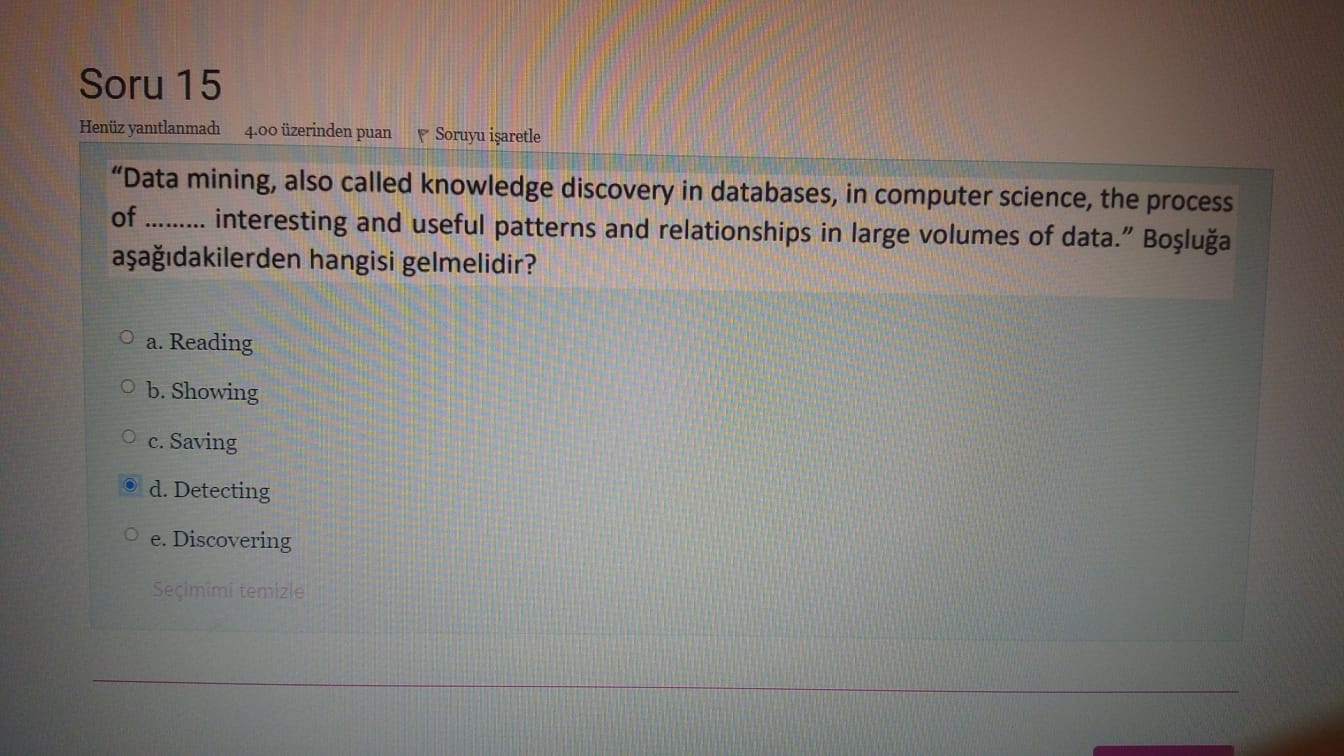 Soru 15
Henüz yanıtlanmadı 4.00 üzerinden puan Soruyu işaretle
“Data mining, also called knowledge discovery in databases, in computer science, the process
of ......... interesting and useful patterns and relationships in large volumes of data.” Boşluğa
aşağıdakilerden hangisi gelmelidir?
a. Reading
b. Showing
c. Saving
d. Detecting
e. Discovering
Seçimimi temizle